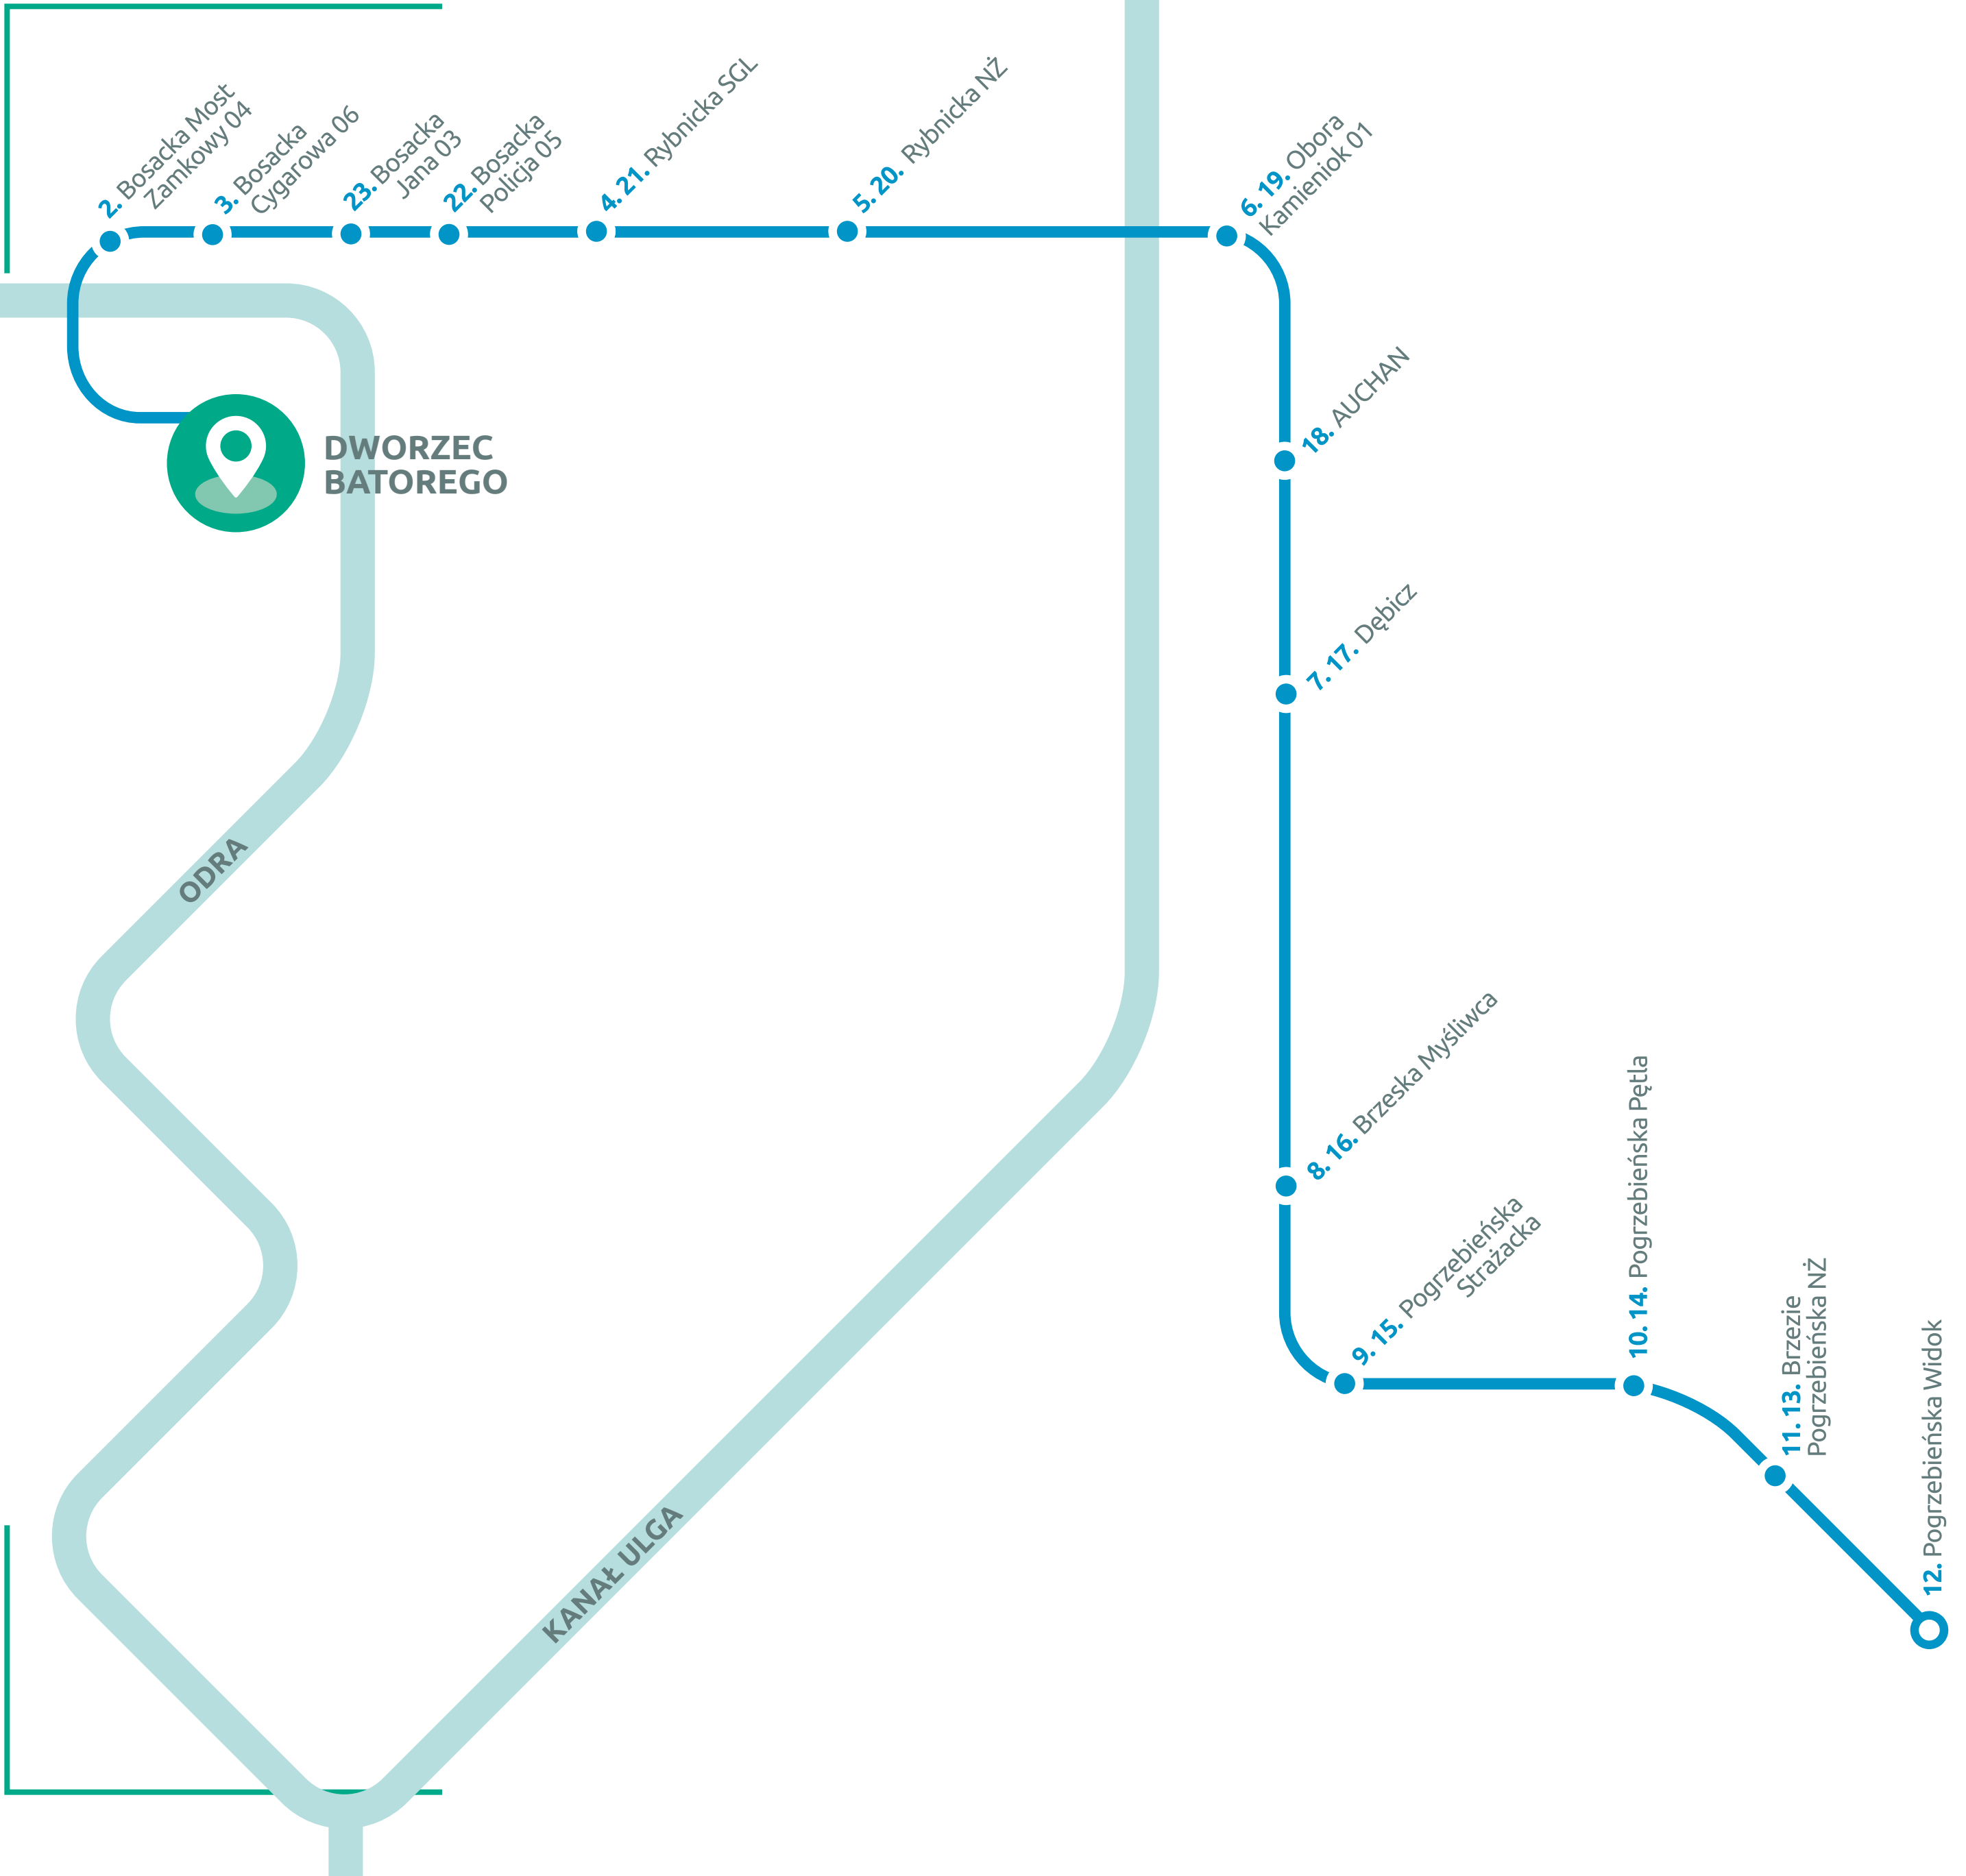 2. Bosacka Most
Zamkowy 04
3. Bosacka
Cygarowa 06
23. Bosacka
Jana 03
22. Bosacka
Policja 05
4.21. Rybnicka SGL
5.20. Rybnicka NŻ
6.19. Obora
Kamieniok 01
18. AUCHAN
DWORZEC
BATOREGO
7. 17. Dębicz
ODRA
8. 16. Brzeska Myśliwca
9. 15. Pogrzebieńska
Strażacka
10. 14. Pogrzebieńska Pętla
11. 13. Brzezie
Pogrzebieńska NŻ
12. Pogrzebieńska Widok
KANAŁ ULGA